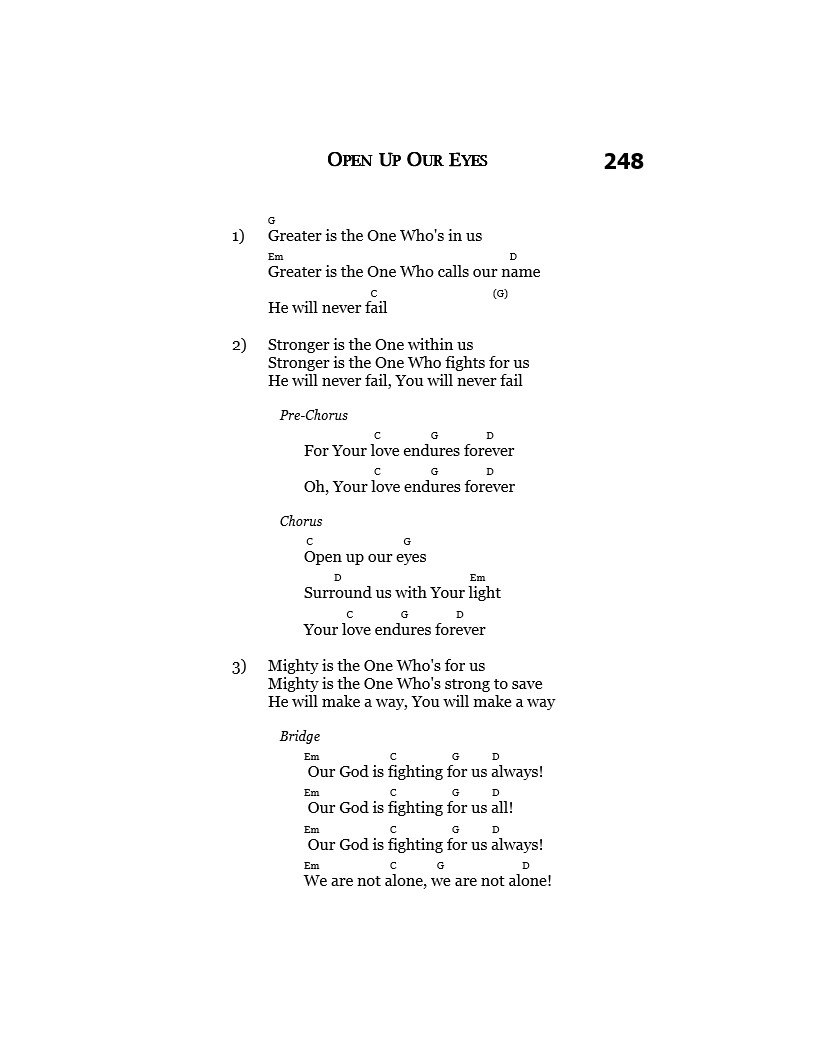 OPEN UP OUR EYES 248
G
1) Greater is the One Who's in us
Em D
Greater is the One Who calls our name
C (G)
He will never fail
2) Stronger is the One within us
Stronger is the One Who fights for us
He will never fail, You will never fail
Pre-Chorus
C G D
For Your love endures forever
C G D
Oh, Your love endures forever
Chorus
C G
Open up our eyes
D Em
Surround us with Your light
C G D
Your love endures forever
3) Mighty is the One Who's for us
Mighty is the One Who's strong to save
He will make a way, You will make a way
Bridge
Em C G D
Our God is fighting for us always!
Em C G D
Our God is fighting for us all!
Em C G D
Our God is fighting for us always!
Em C G D
We are not alone, we are not alone!